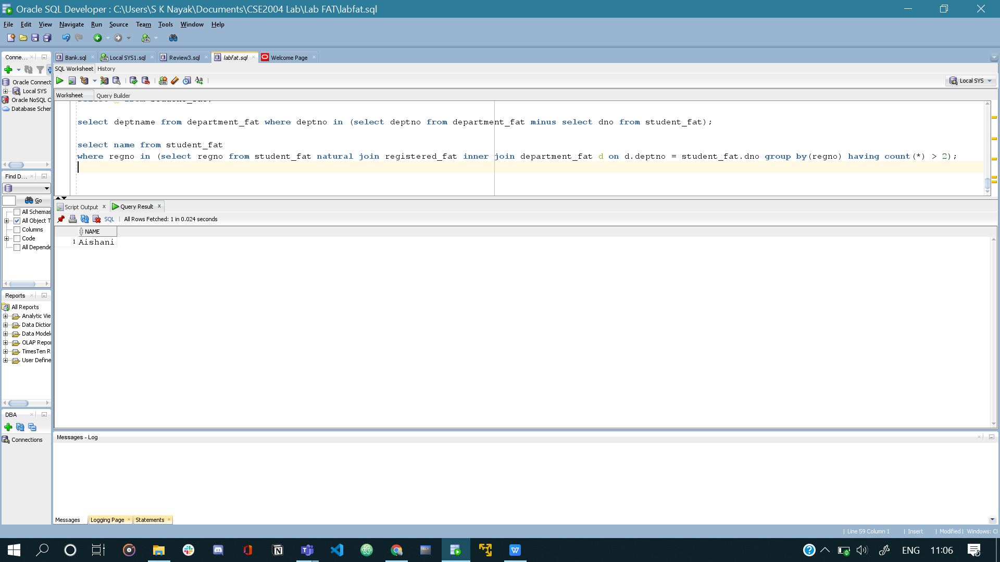 Oracle SQL Developer : C:\Users\S K Nayak\Documents\CSE2004 Lab\Lab FAT\labfat.sql
File Edit View Navigate Run Source Team Tools Window Help
Conne...
Bank.sql
Local SYS1.sql
Review3.sql
labfat.sql
Welcome Page
SQL Worksheet History
Oracle Connect
Local SYS
Oracle NoSQL C
Database Scher
Local SYS
Worksheet Query Builder
select deptname from department_fat where deptno in (select deptno from department_fat minus select dno from student_fat);
select name from student_fat
where regno in (select regno from student_fat natural join registered_fat inner join department_fat d on d.deptno = student_fat.dno group by(regno) having count(*) > 2);
Find D...
Go
All Schemas
All Object T
Columns
Code
All Depende
Script Output
Query Result
SQL
All Rows Fetched: 1 in 0.024 seconds
NAME
1 Aishani
Reports
All Reports
Analytic Vie
Data Diction
Data Modele
OLAP Repor
TimesTen R
User Define
DBA
Connections
Messages - Log
Messages Logging Page Statements
Line 59 Column 1
Insert
Modified
Windows: Cl
ENG
11:06